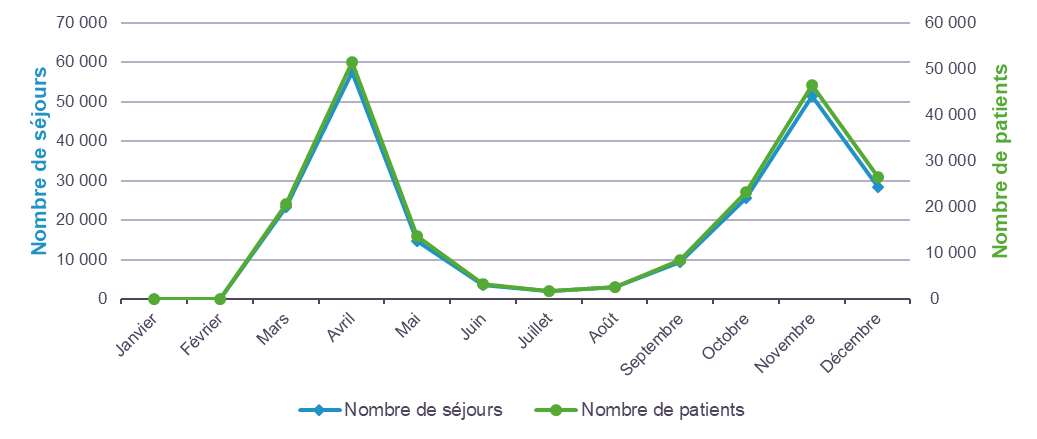 70 000
60 000
50 000
40 000
30 000
20 000
10 000
0
Nombre de séjours
60 000
50 000
40 000
30 000
20 000
10 000
0
Nombre de patients
Janvier
Février
Mars
Avril
Mai
Juin
Juillet
Août
Septembre
Octobre
Novembre
Décembre
Nombre de séjours
Nombre de patients